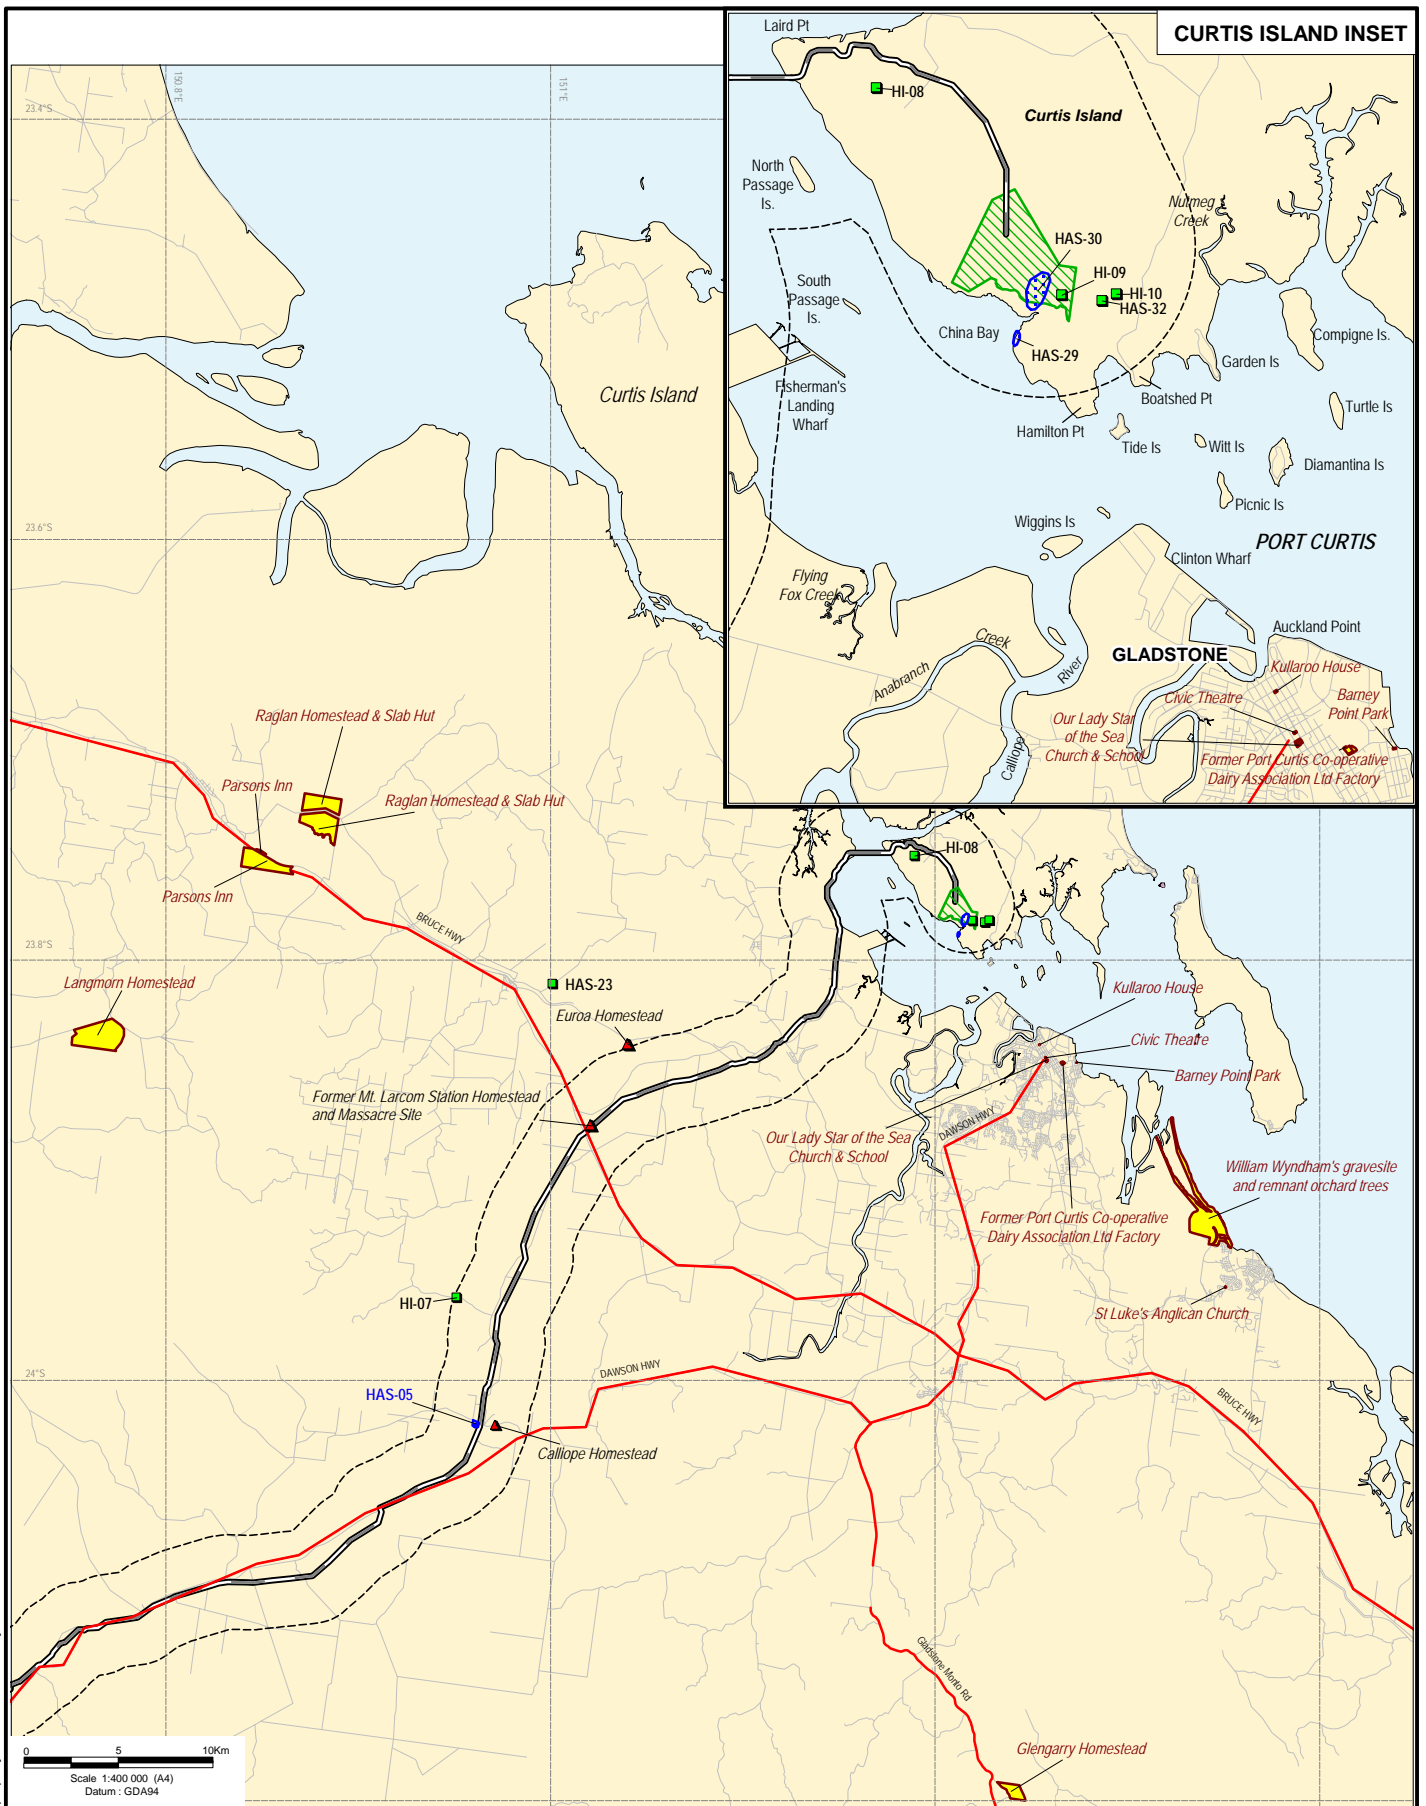 CURTIS ISLAND INSET
Laird Pt
HI-08
Curtis Island
North
Passage
Is.
Nutmeg
Creek
HAS-30
HI-09
HI-10
HAS-32
South
Passage
Is.
China Bay
HAS-29
Compigne Is.
Garden Is
Fisherman's
Landing
Wharf
Boatshed Pt
Turtle Is
Hamilton Pt
Tide Is
Witt Is
Diamantina Is
Picnic Is
Wiggins Is
PORT CURTIS
Clinton Wharf
Flying
Fox Creek
Auckland Point
Anabranch
Creek
River
Calliope
GLADSTONE
Kullaroo House
Civic Theatre
Barney
Point Park
Our Lady Star
of the Sea
Church & School
Former Port Curtis Co-operative
Dairy Association Ltd Factory
150.8°E
151°E
23.4°S
Curtis Island
23.6°S
Raglan Homestead & Slab Hut
Parsons Inn
Raglan Homestead & Slab Hut
Parsons Inn
HI-08
BRUCE HWY
23.8°S
Langmorn Homestead
HAS-23
Euroa Homestead
Kullaroo House
Civic Theatre
Barney Point Park
Former Mt. Larcom Station Homestead
and Massacre Site
DAWSON HWY
Our Lady Star of the Sea
Church & School
William Wyndham's gravesite
and remnant orchard trees
Former Port Curtis Co-operative
Dairy Association Ltd Factory
HI-07
St Luke's Anglican Church
24°S
DAWSON HWY
HAS-05
BRUCE HWY
Calliope Homestead
Gladstone Monto Rd
Glengarry Homestead
0 5 10Km
Scale 1:400 000 (A4)
Datum : GDA94